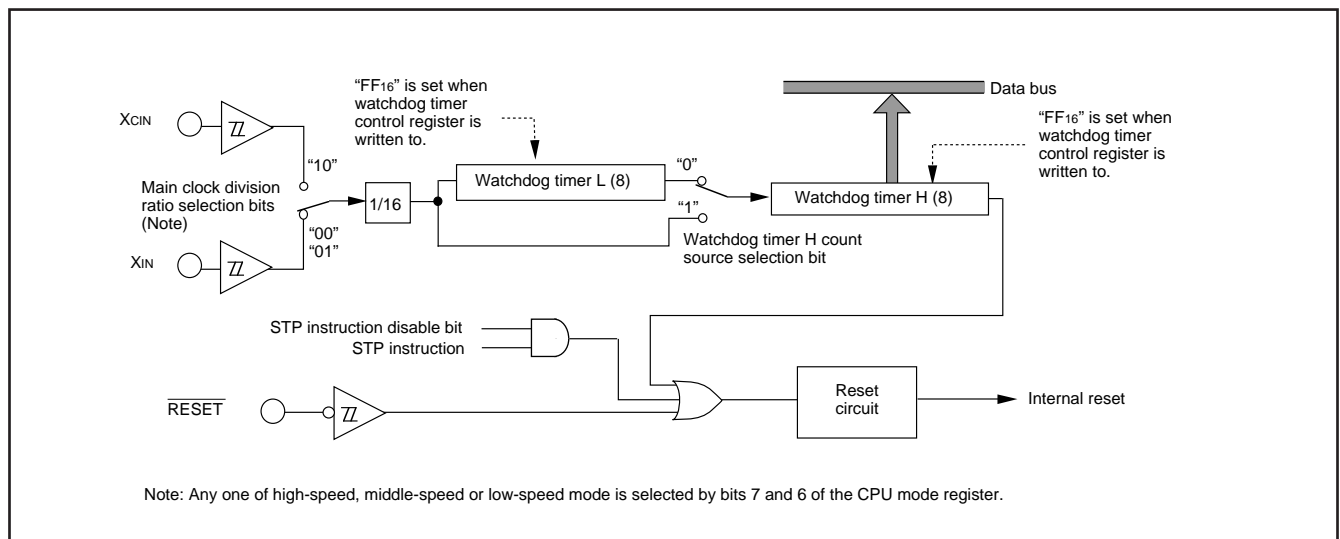 “FF16” is set when
watchdog timer
control register is
written to.
Data bus
“FF16” is set when
watchdog timer
control register is
written to.
XCIN
“10”
Main clock division
ratio selection bits
(Note)
1/16
Watchdog timer L (8)
“0”
Watchdog timer H (8)
“1”
“00”
“01”
Watchdog timer H count
source selection bit
XIN
STP instruction disable bit
STP instruction
RESET
Reset
circuit
Internal reset
Note: Any one of high-speed, middle-speed or low-speed mode is selected by bits 7 and 6 of the CPU mode register.